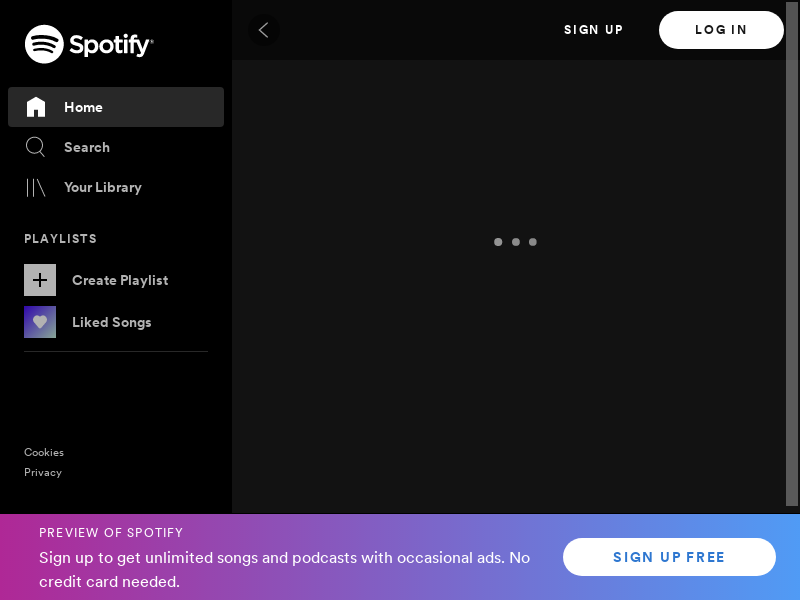 Spotify
SIGN UP
LOG IN
Home
Search
Your Library
PLAYLISTS
Create Playlist
Liked Songs
Cookies
Privacy
PREVIEW OF SPOTIFY
Sign up to get unlimited songs and podcasts with occasional ads. No
credit card needed.
SIGN UP FREE